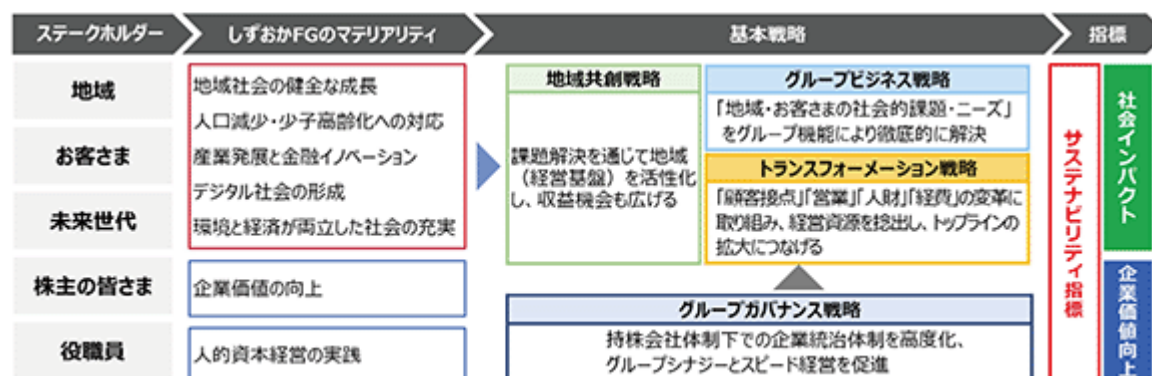 ステークホルダー
しずおかFGのマテリアリティ
基本戦略
指標
地域
お客さま
未来世代
株主の皆さま
役職員
地域社会の健全な成長
人口減少・少子高齢化への対応
産業発展と金融イノベーション
デジタル社会の形成
環境と経済が両立した社会の充実
企業価値の向上
人的資本経営の実践
地域共創戦略
課題解決を通じて地域
（経営基盤）を活性化
し、収益機会も広げる
グループビジネス戦略
「地域・お客さまの社会的課題・ニーズ」
をグループ機能により徹底的に解決
トランスフォーメーション戦略
「顧客接点」「営業」「人財」「経費」の変革に
取り組み、経営資源を捻出し、トップラインの
拡大につなげる
グループガバナンス戦略
持株会社体制下での企業統治体制を高度化、
グループシナジーとスピード経営を促進
サステナビリティ指標
社会インパクト
企業価値向上